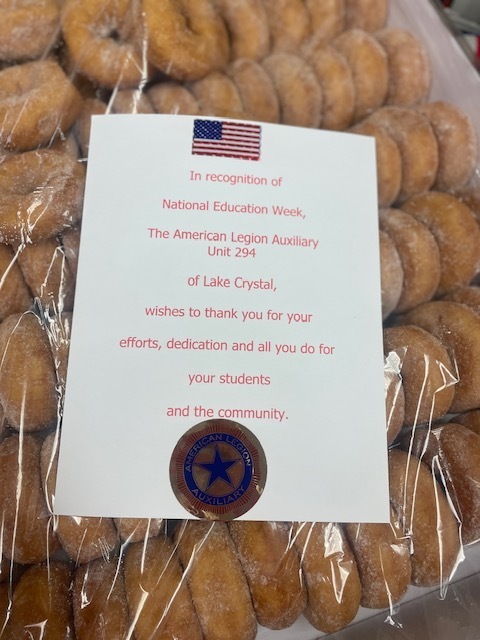 In recognition of
National Education Week,
The American Legion Auxiliary
Unit 294
of Lake Crystal,
wishes to thank you for your
efforts, dedication and all you do for
your students
and the community.
AMERICAN LEGION
AUXILIARY